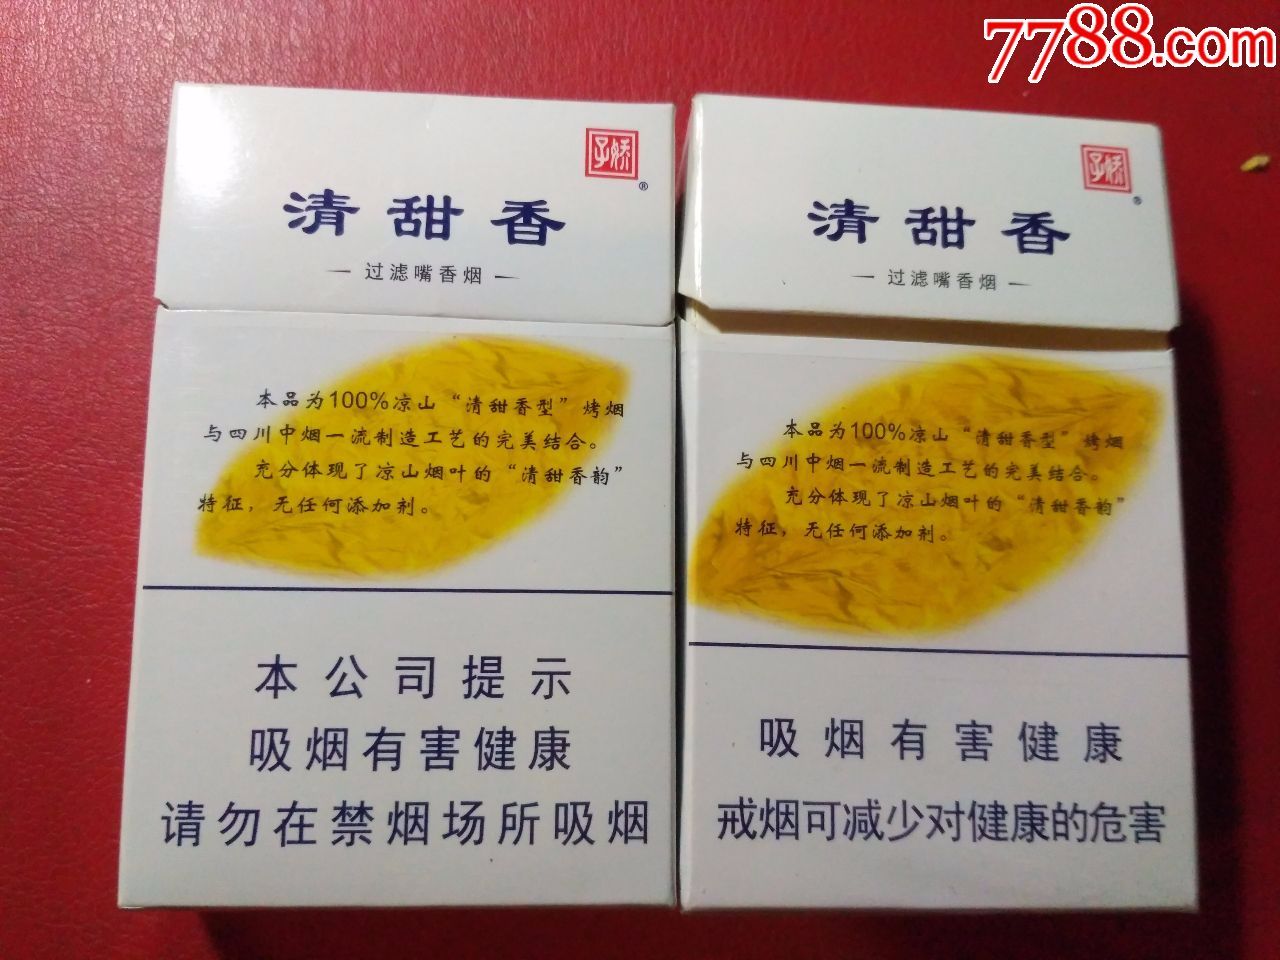 7788.com
子娇
®
清甜香
— 过滤嘴香烟 —
本品为100%凉山“清甜香型”烤烟
与四川中烟一流制造工艺的完美结合。
充分体现了凉山烟叶的“清甜香韵”
特征，无任何添加剂。
本公司提示
吸烟有害健康
请勿在禁烟场所吸烟
子娇
®
清甜香
— 过滤嘴香烟 —
本品为100%凉山“清甜香型”烤烟
与四川中烟一流制造工艺的完美结合。
充分体现了凉山烟叶的“清甜香韵”
特征，无任何添加剂。
吸烟有害健康
戒烟可减少对健康的危害